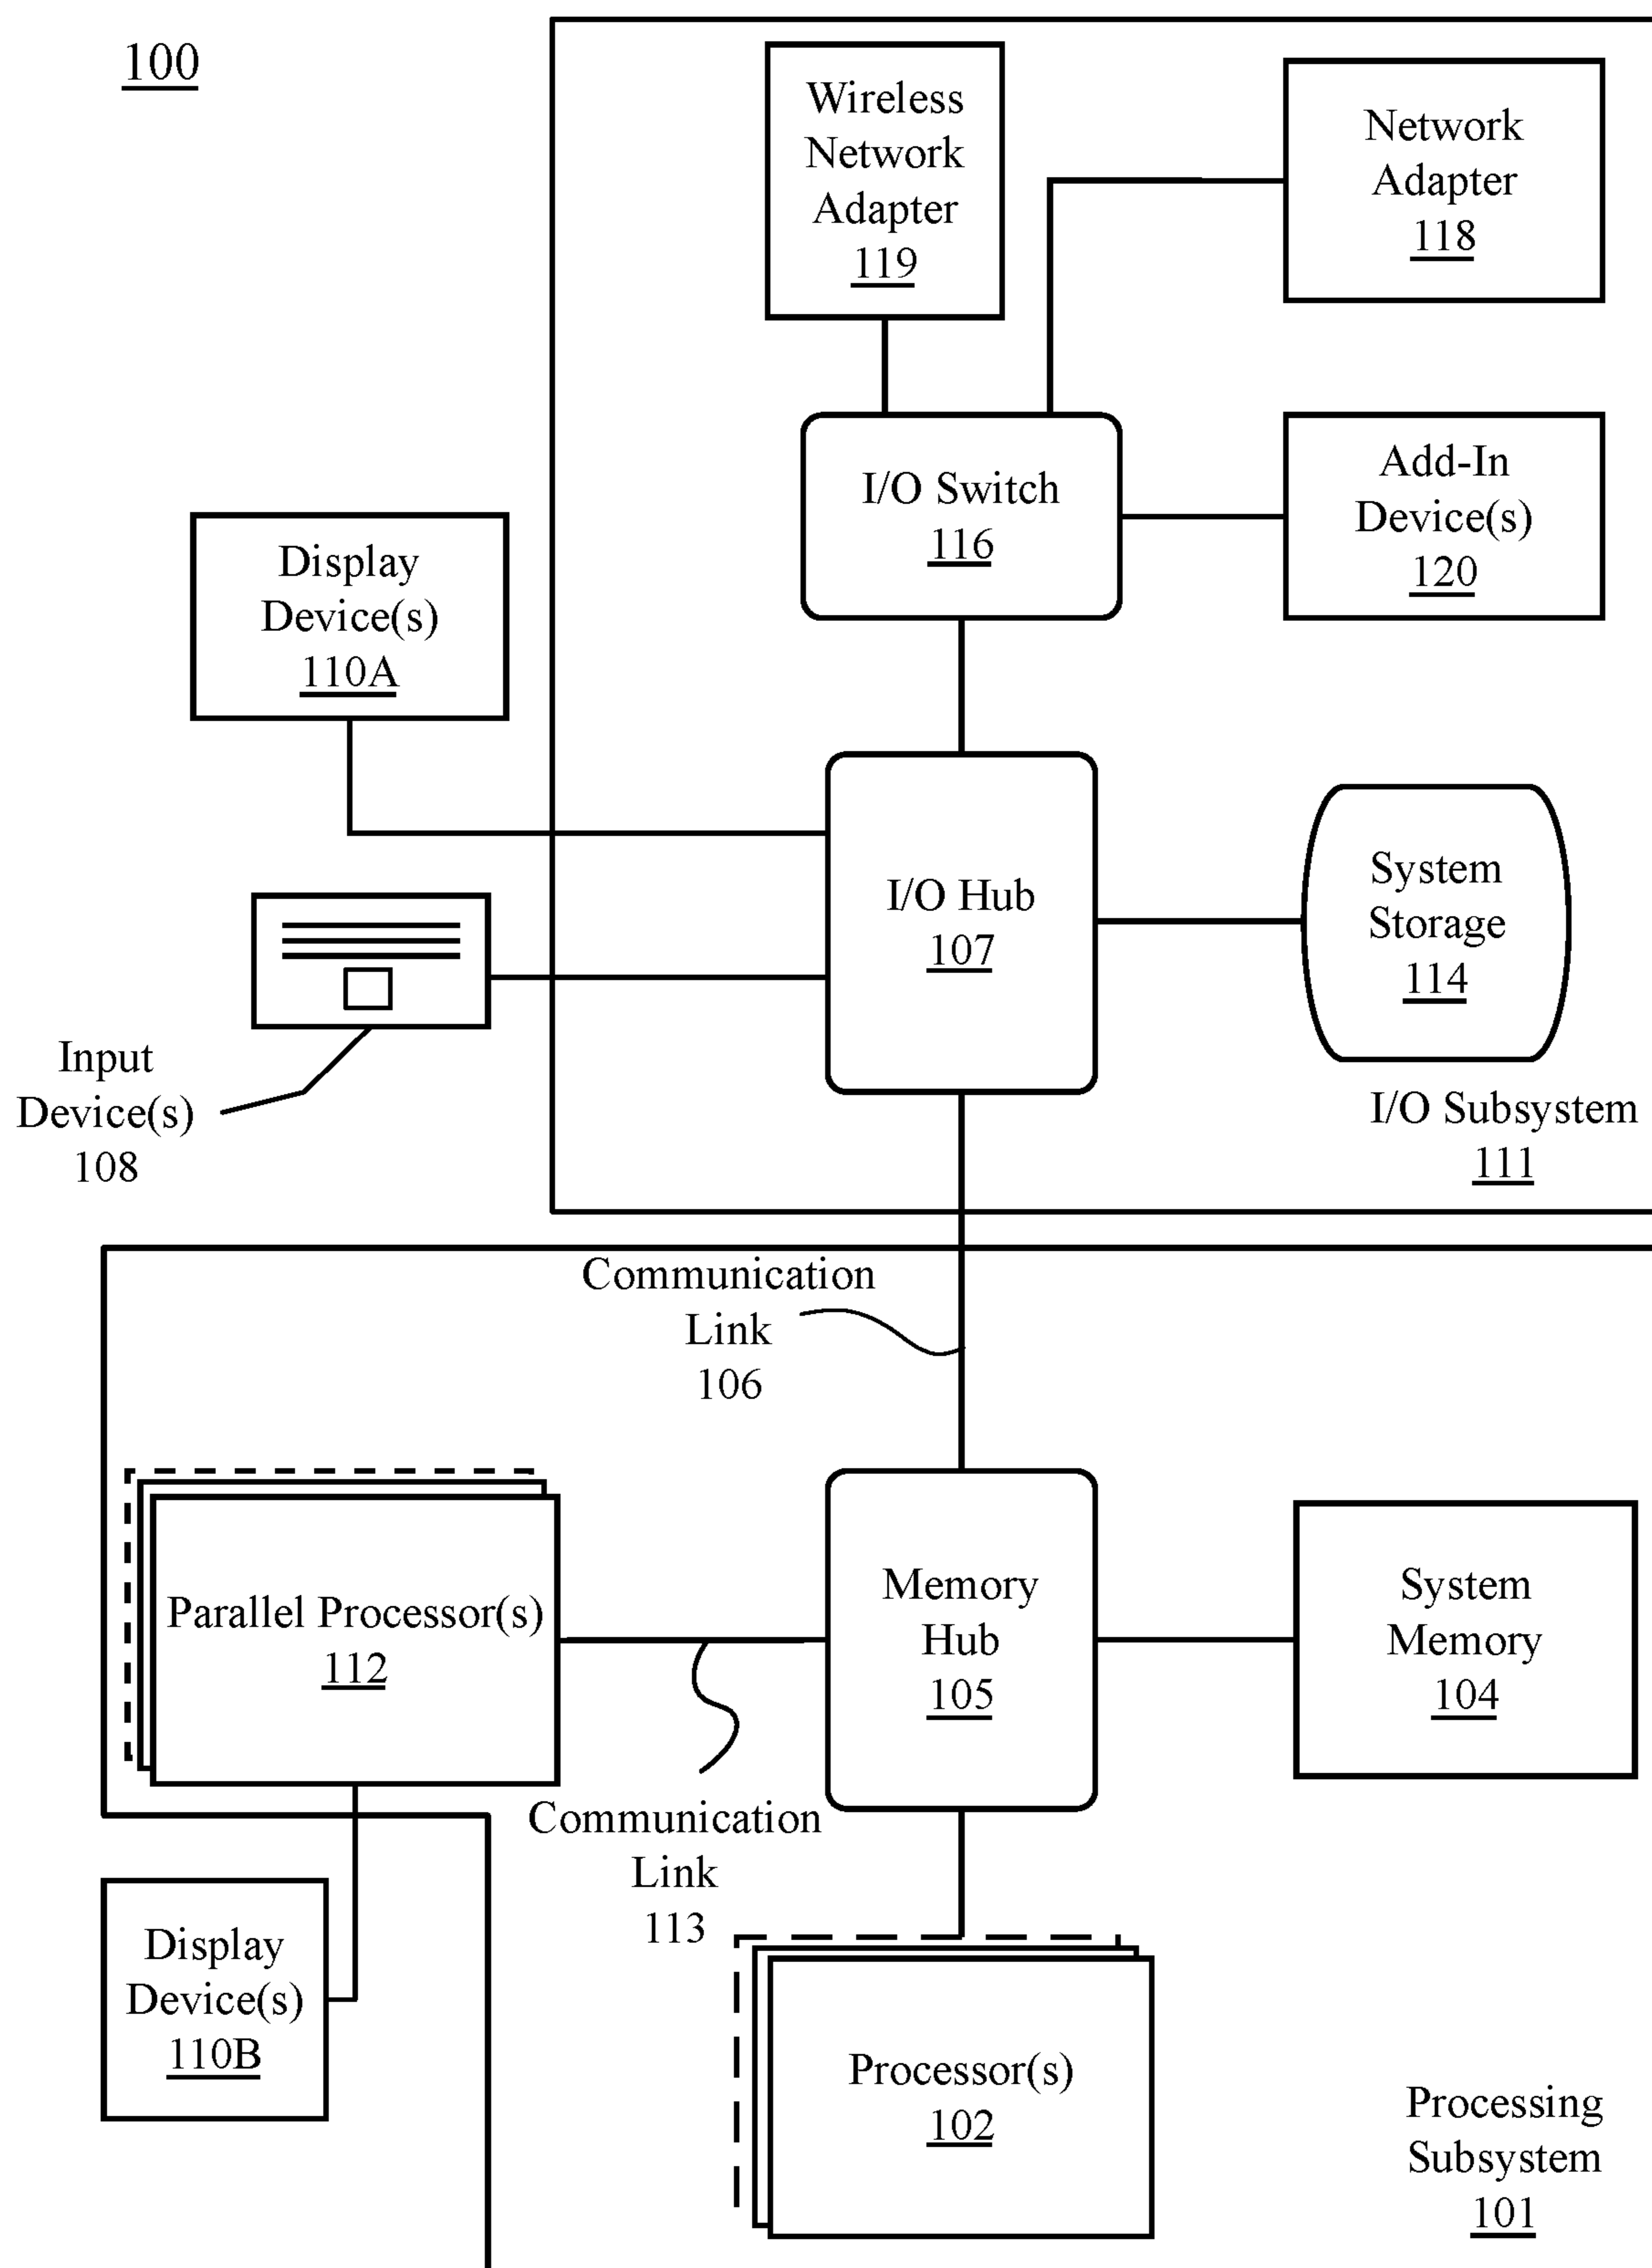 100
Wireless
Network
Adapter
119
Network
Adapter
118
I/O Switch
116
Add-In
Device(s)
120
Display
Device(s)
110A
I/O Hub
107
System
Storage
114
Input
Device(s)
108
I/O Subsystem
111
Communication
Link
106
Parallel Processor(s)
112
Memory
Hub
105
System
Memory
104
Communication
Link
113
Display
Device(s)
110B
Processor(s)
102
Processing
Subsystem
101